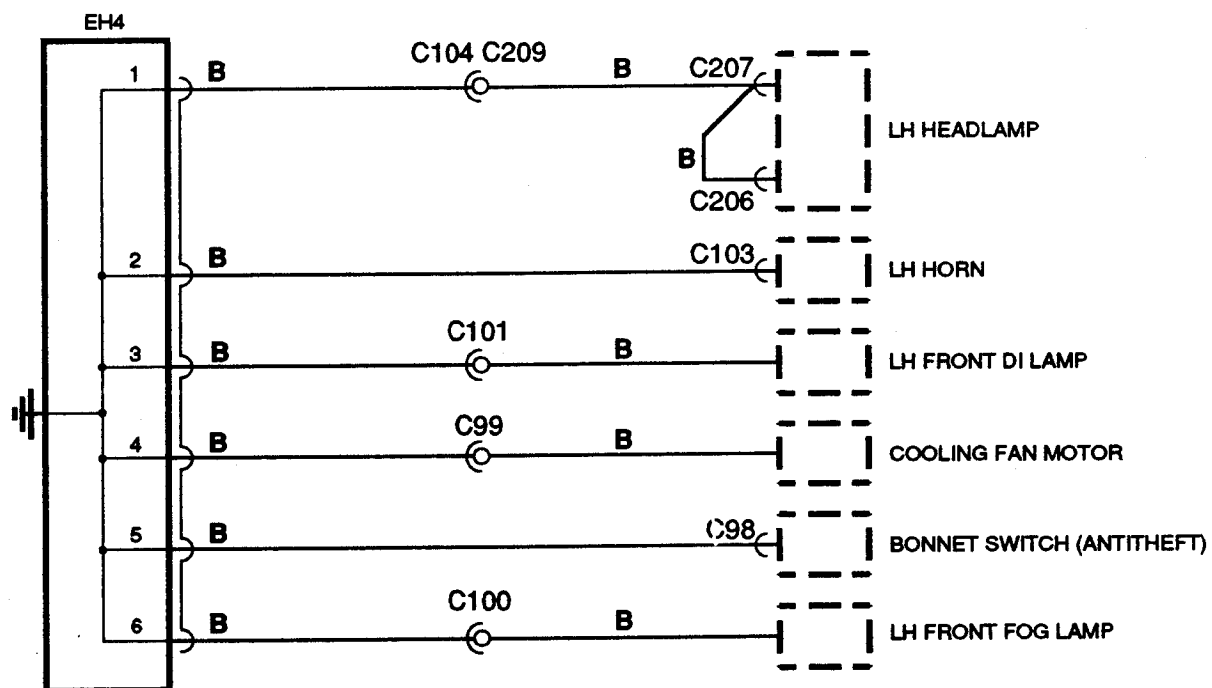 EH4
C104 C209
1 B B C207
LH HEADLAMP
B
C206
2 B C103
LH HORN
C101
3 B B
LH FRONT DI LAMP
C99
4 B B
COOLING FAN MOTOR
5 B C98
BONNET SWITCH (ANTITHEFT)
C100
6 B B
LH FRONT FOG LAMP